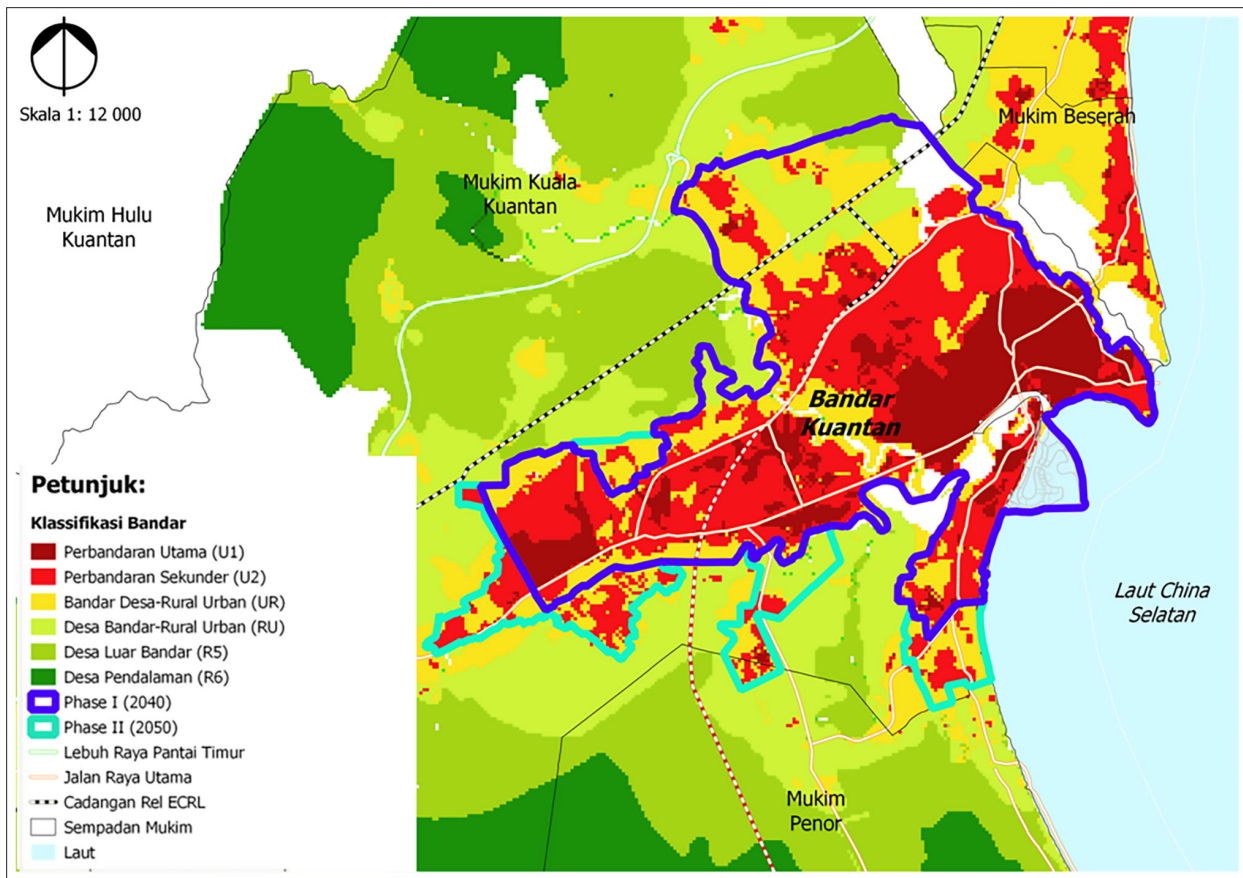 Skala 1: 12 000
Mukim Beserah
Mukim Hulu
Kuantan
Mukim Kuala
Kuantan
Bandar
Kuantan
Laut China
Selatan
Mukim
Penor
Petunjuk:
Klassifikasi Bandar
Perbandaran Utama (U1)
Perbandaran Sekunder (U2)
Bandar Desa-Rural Urban (UR)
Desa Bandar-Rural Urban (RU)
Desa Luar Bandar (R5)
Desa Pendalaman (R6)
Phase I (2040)
Phase II (2050)
Lebuh Raya Pantai Timur
Jalan Raya Utama
Cadangan Rel ECRL
Sempadan Mukim
Laut